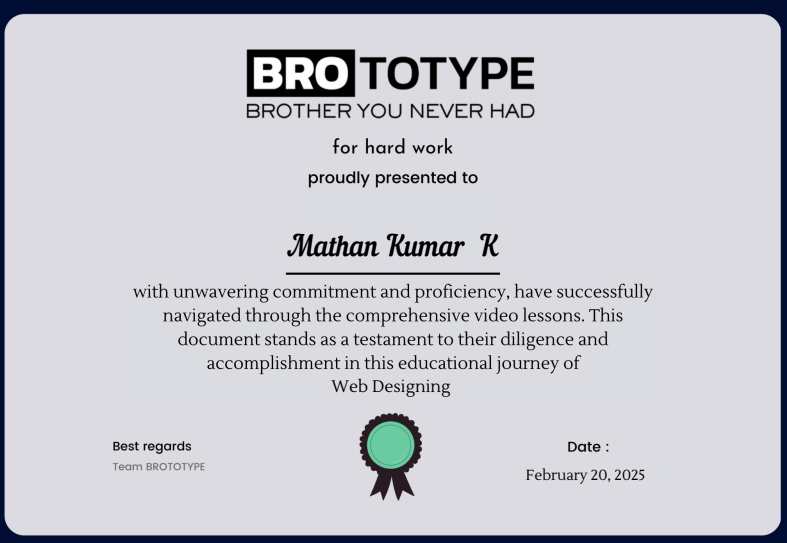 BROTOTYPE
BROTHER YOU NEVER HAD
for hard work
proudly presented to
Mathan Kumar K
with unwavering commitment and proficiency, have successfully
navigated through the comprehensive video lessons. This
document stands as a testament to their diligence and
accomplishment in this educational journey of
Web Designing
Best regards
Team BROTOTYPE
Date :
February 20, 2025